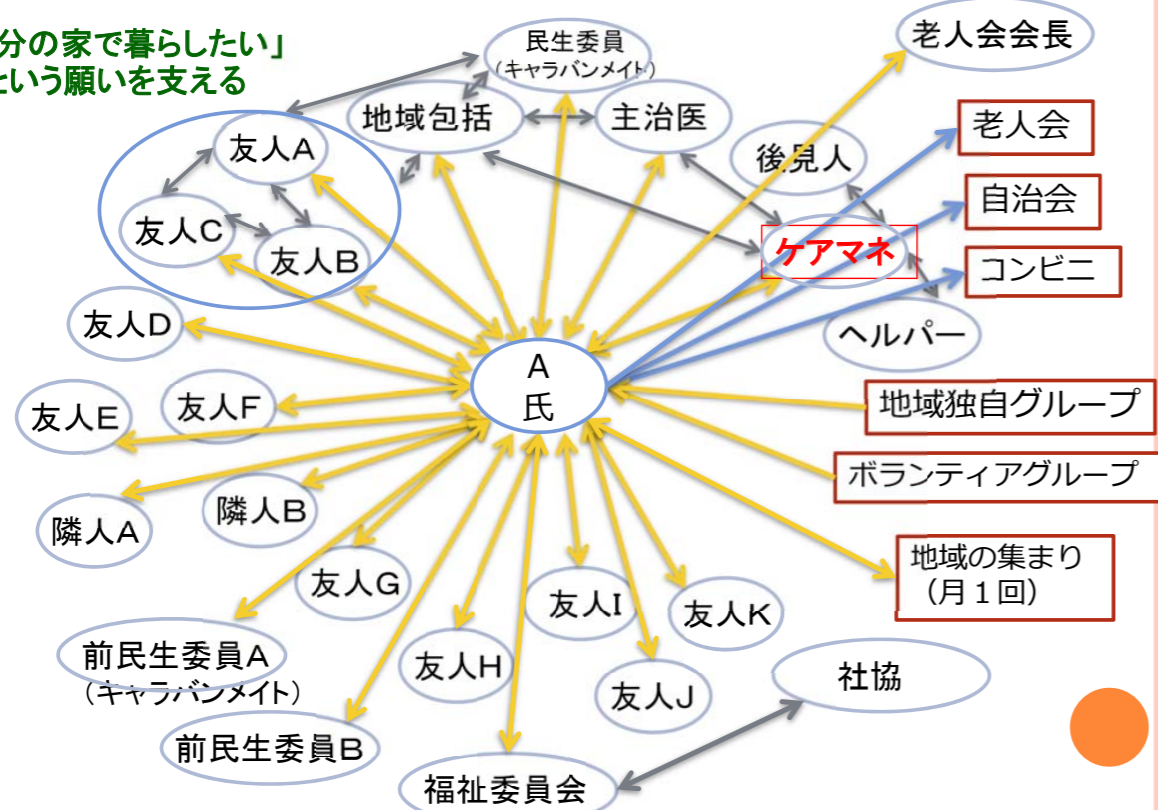 分の家で暮らしたい」
という願いを支える
民生委員
(キャラバンメイト)
老人会会長
地域包括
主治医
老人会
友人A
後見人
自治会
友人C
友人B
ケアマネ
コンビニ
友人D
ヘルパー
A
氏
友人E
友人F
地域独自グループ
ボランティアグループ
隣人A
隣人B
地域の集まり
（月１回）
友人G
友人I
友人K
前民生委員A
(キャラバンメイト)
友人H
友人J
社協
前民生委員B
福祉委員会